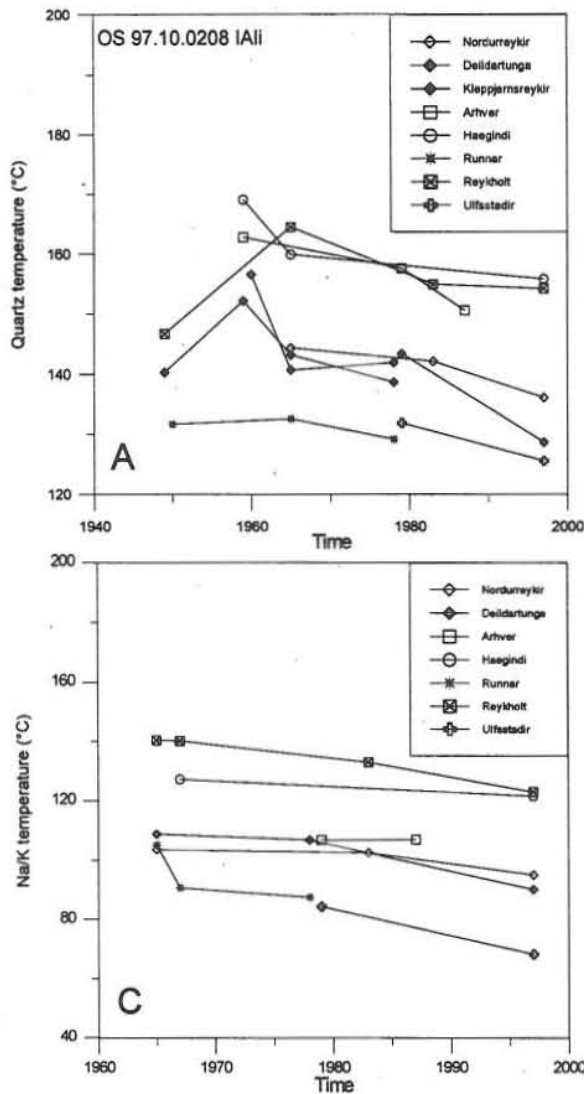 200
OS 97.10.0208 IAli
Nordurreykir
Deildartunga
Kleppjarnsreykir
Arhver
Haegindi
Runnar
Reykholt
Ulfsstadir
180
160
140
120
Quartz temperature (°C)
A
1940
1960
1980
2000
Time
200
Nordurreykir
Deildartunga
Arhver
Haegindi
Runnar
Reykholt
Ulfsstadir
160
120
80
40
Na/K temperature (°C)
C
1960
1970
1980
1990
2000
Time